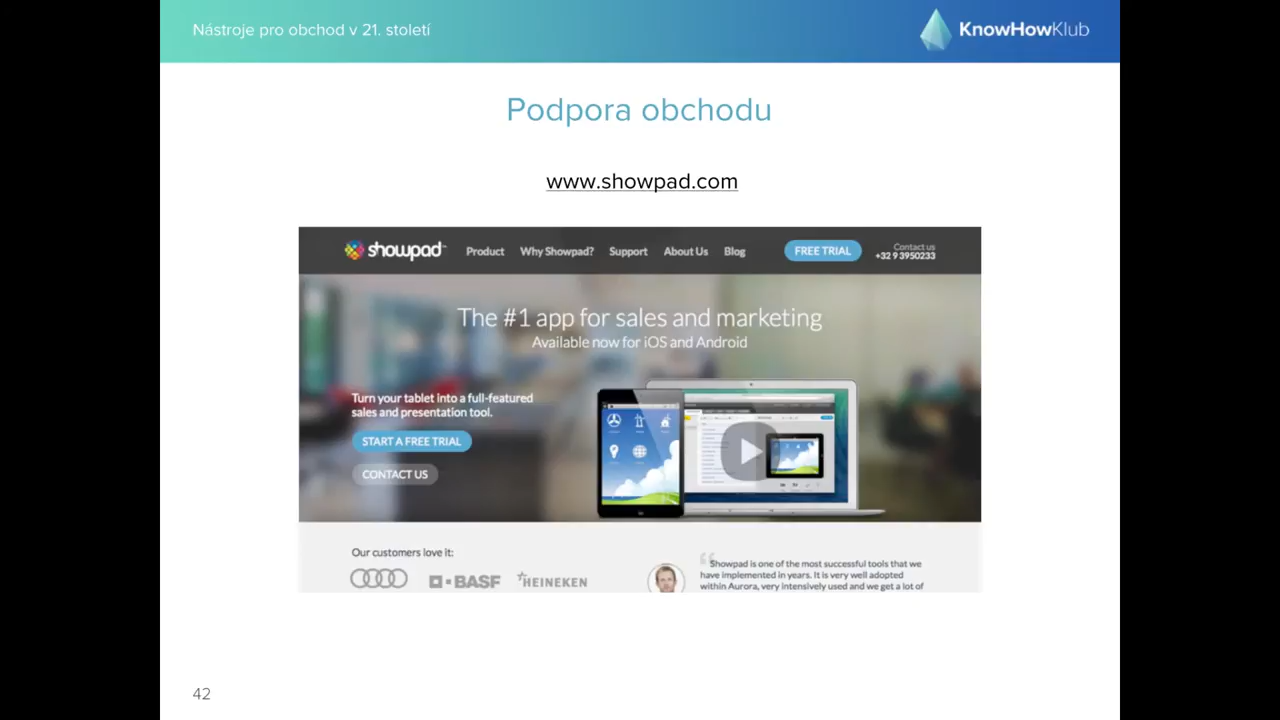 Nástroje pro obchod v 21. století
KnowHowKlub
Podpora obchodu
www.showpad.com
showpad™ Product Why Showpad? Support About Us Blog FREE TRIAL Contact us
+32 9 3950233
The #1 app for sales and marketing
Available now for iOS and Android
Turn your tablet into a full-featured
sales and presentation tool.
START A FREE TRIAL
CONTACT US
Our customers love it:
BASF HEINEKEN
“Showpad is one of the most successful tools that we
have implemented in years. It is very well adopted
within Aurora, very intensively used and we get a lot of
42